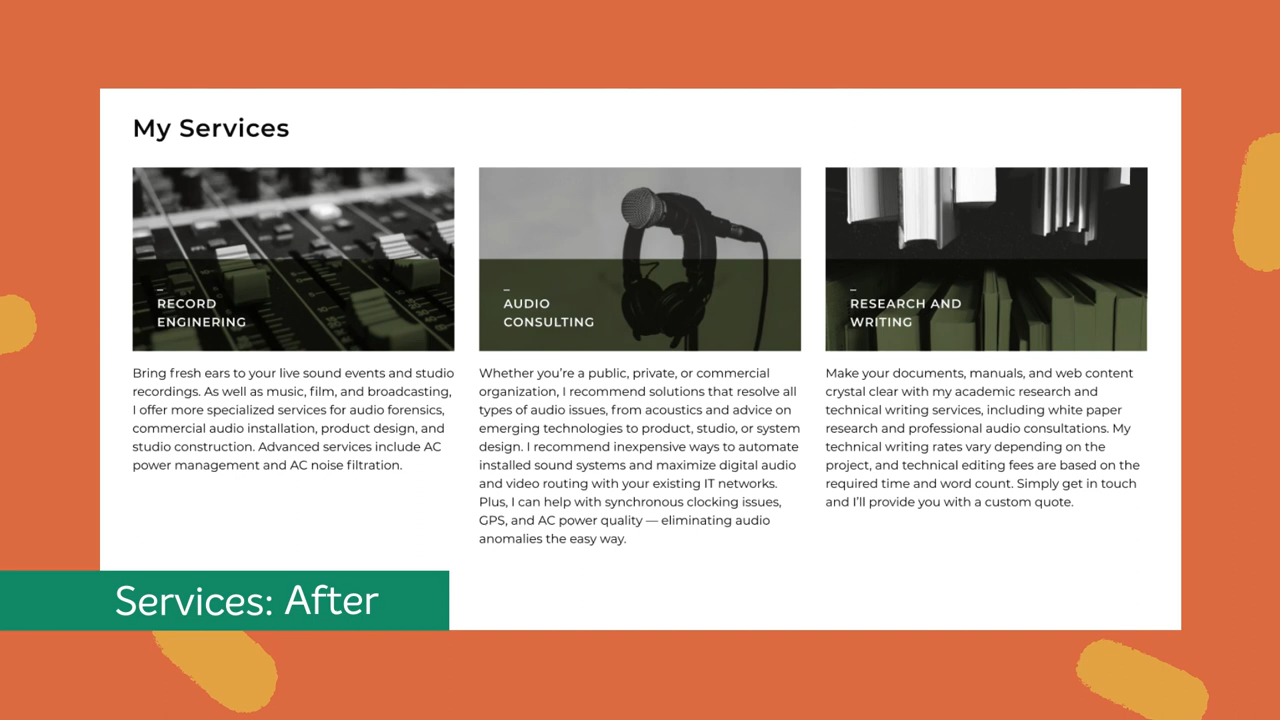 My Services
–
RECORD
ENGINERING
Bring fresh ears to your live sound events and studio
recordings. As well as music, film, and broadcasting,
I offer more specialized services for audio forensics,
commercial audio installation, product design, and
studio construction. Advanced services include AC
power management and AC noise filtration.
–
AUDIO
CONSULTING
Whether you’re a public, private, or commercial
organization, I recommend solutions that resolve all
types of audio issues, from acoustics and advice on
emerging technologies to product, studio, or system
design. I recommend inexpensive ways to automate
installed sound systems and maximize digital audio
and video routing with your existing IT networks.
Plus, I can help with synchronous clocking issues,
GPS, and AC power quality — eliminating audio
anomalies the easy way.
–
RESEARCH AND
WRITING
Make your documents, manuals, and web content
crystal clear with my academic research and
technical writing services, including white paper
research and professional audio consultations. My
technical writing rates vary depending on the
project, and technical editing fees are based on the
required time and word count. Simply get in touch
and I’ll provide you with a custom quote.
Services: After